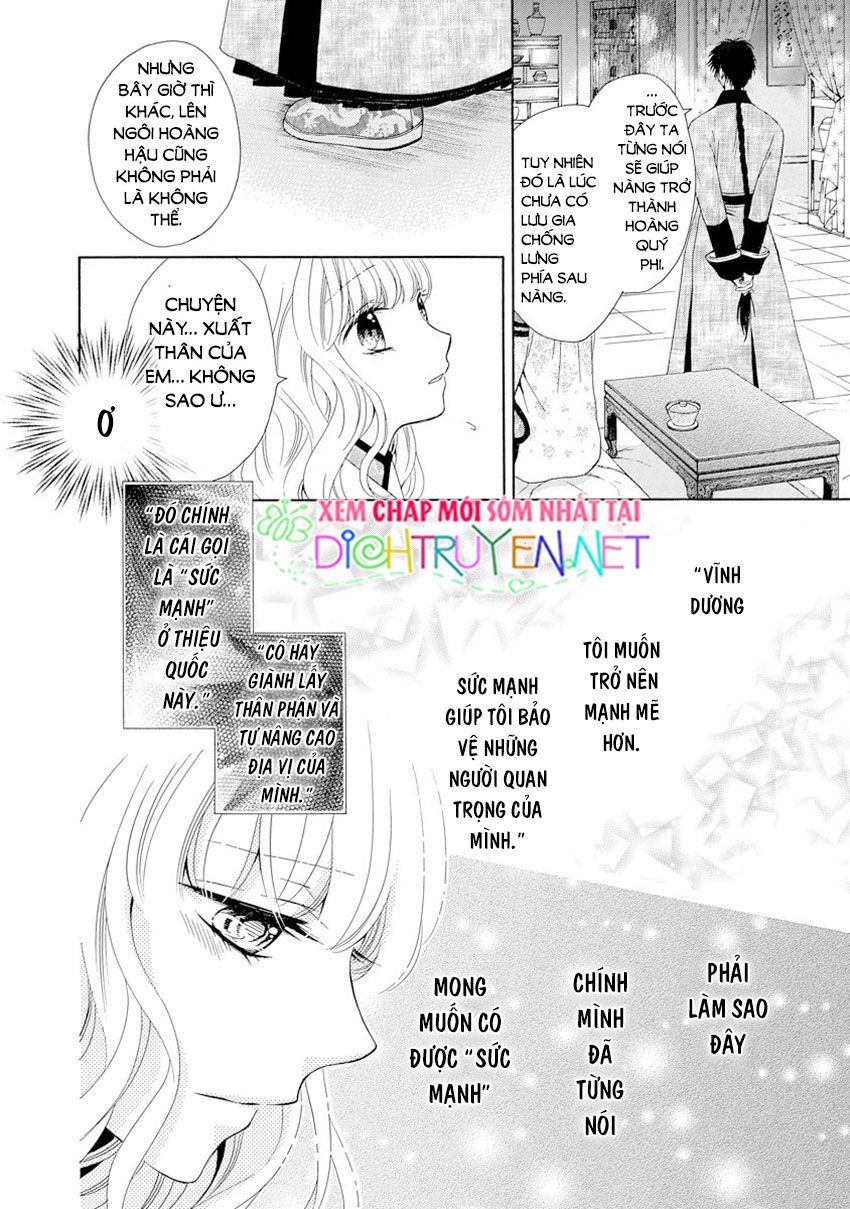 ...
TRƯỚC
ĐÂY TA
TỪNG NÓI
SẼ GIÚP
NÀNG TRỞ
THÀNH
HOÀNG
QUÝ
PHI.
TUY NHIÊN
ĐÓ LÀ LÚC
CHƯA CÓ
LƯU GIA
CHỐNG
LƯNG
PHÍA SAU
NÀNG.
NHƯNG
BÂY GIỜ THÌ
KHÁC, LÊN
NGÔI HOÀNG
HẬU CŨNG
KHÔNG PHẢI
LÀ KHÔNG
THỂ.
CHUYỆN
NÀY... XUẤT
THÂN CỦA
EM... KHÔNG
SAO Ư...
Ơ
XEM CHAP MỚI SỚM NHẤT TẠI
DICHTRUYEN.NET
"VĨNH
DƯƠNG
TÔI MUỐN
TRỞ NÊN
MẠNH MẼ
HƠN.
SỨC MẠNH
GIÚP TÔI BẢO
VỆ NHỮNG
NGƯỜI QUAN
TRỌNG CỦA
MÌNH."
"CÔ HÃY
GIÀNH LẤY
THÂN PHẬN VÀ
TỰ NÂNG CAO
ĐỊA VỊ CỦA
MÌNH."
"ĐÓ CHÍNH
LÀ CÁI GỌI
LÀ "SỨC
MẠNH"
Ở THIỆU
QUỐC
NÀY."
PHẢI
LÀM SAO
ĐÂY
CHÍNH
MÌNH
ĐÃ
TỪNG
NÓI
MONG
MUỐN CÓ
ĐƯỢC "SỨC
MẠNH"